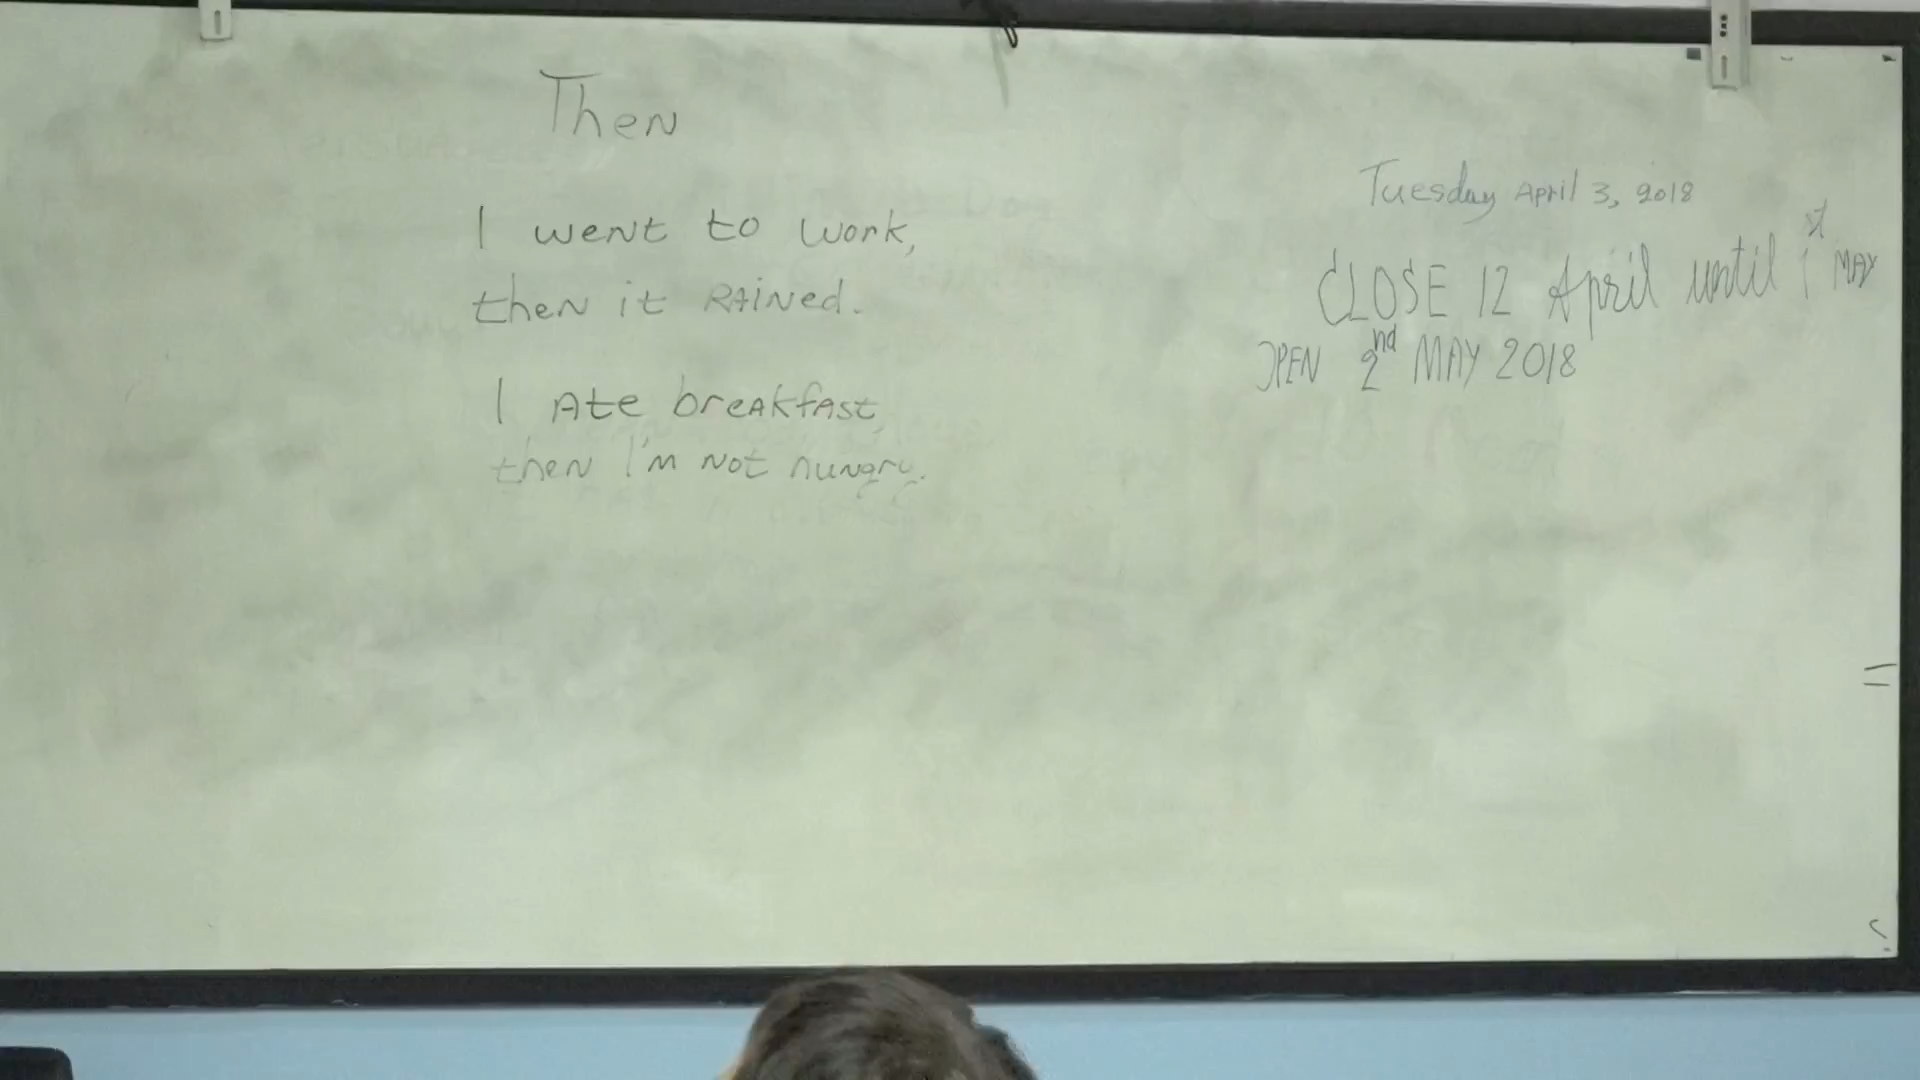 Then
I went to work,
then it RAiNed.
I Ate breAkfAst,
then I'm not hungry.
Tuesday April 3, 2018
CLOSE 12 April until 1st MAY
OPEN 2nd MAY 2018